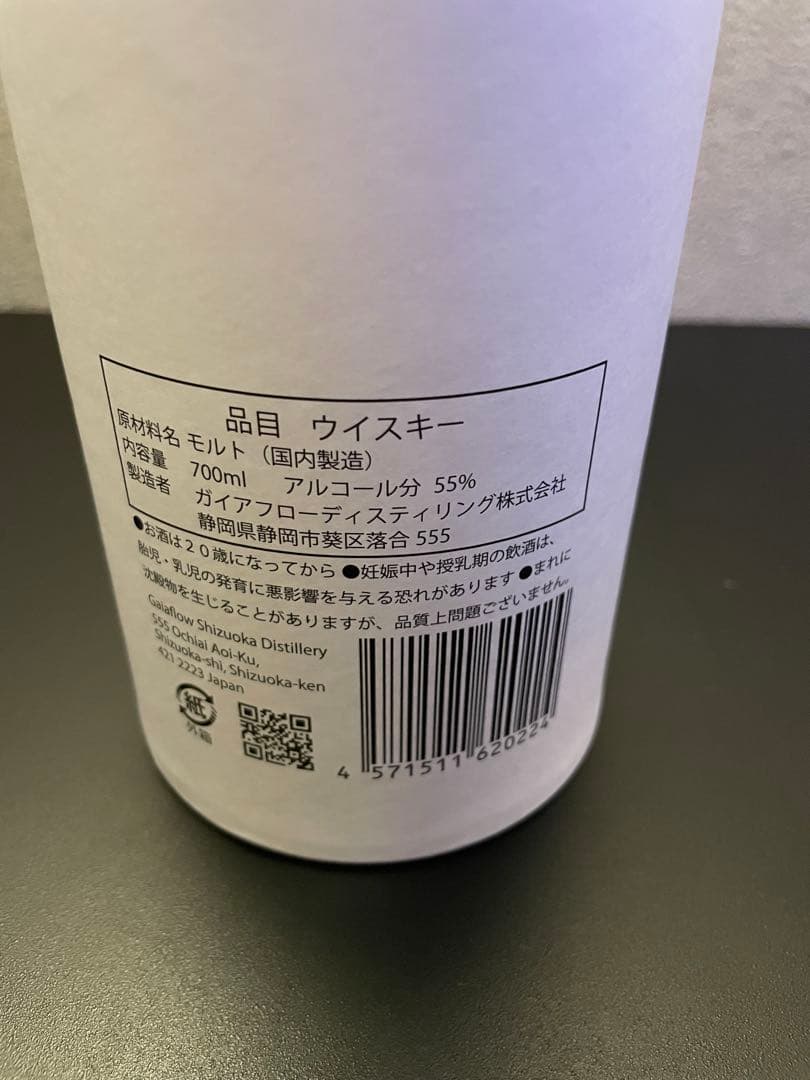 品目　ウイスキー
原材料名 モルト（国内製造）
内容量　700ml　アルコール分 55%
製造者　ガイアフローディスティリング株式会社
静岡県静岡市葵区落合 555
●お酒は２０歳になってから ●妊娠中や授乳期の飲酒は、
胎児・乳児の発育に悪影響を与える恐れがあります ●まれに
沈殿物を生じることがありますが、品質上問題ございません。
Gaiaflow Shizuoka Distillery
555 Ochiai Aoi-Ku,
Shizuoka-shi, Shizuoka-ken
421 2223 Japan
紙
外箱
4 571511 620224